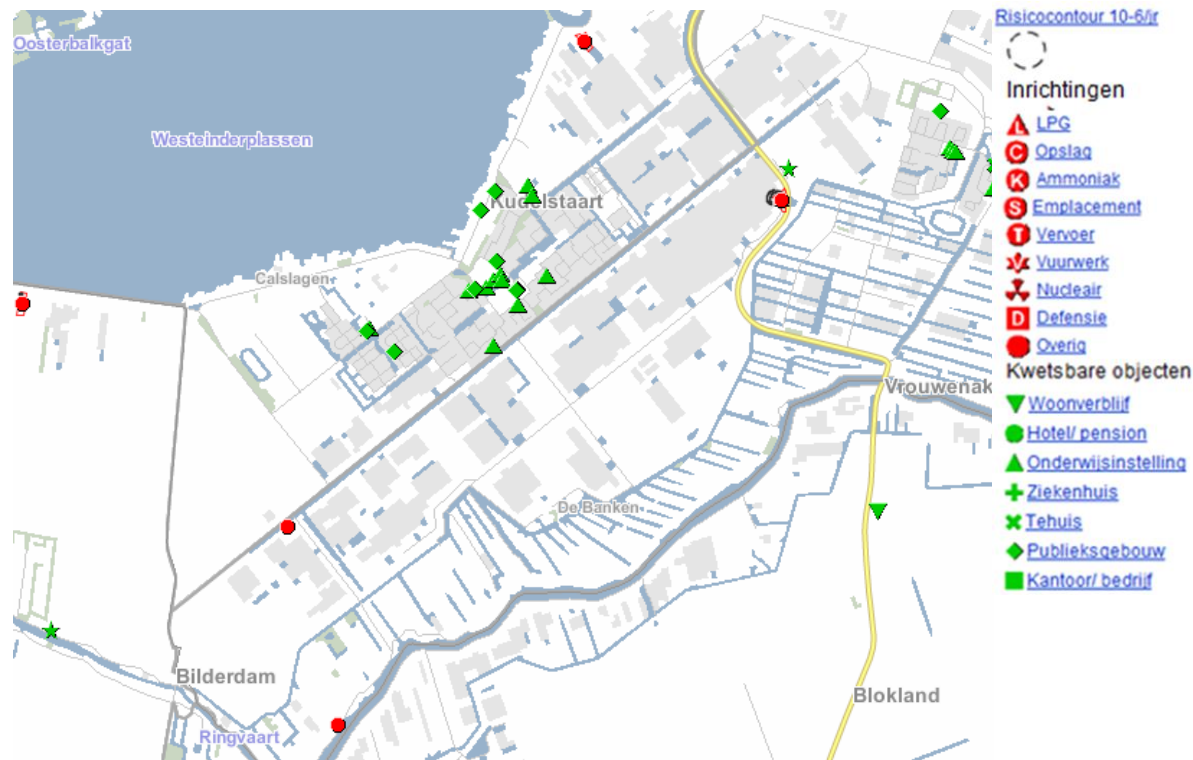 Oosterbalkgat
Westeinderplassen
Kudelstaart
Calslagen
Vrouwenak
De Banken
Bilderdam
Ringvaart
Blokland
Risicocontour 10-6/jr
Inrichtingen
L LPG
C Opslag
K Ammoniak
S Emplacement
T Vervoer
Vuurwerk
Nucleair
D Defensie
Overig
Kwetsbare objecten
Woonverblijf
Hotel/ pension
Onderwijsinstelling
Ziekenhuis
Tehuis
Publieksgebouw
Kantoor/ bedrijf